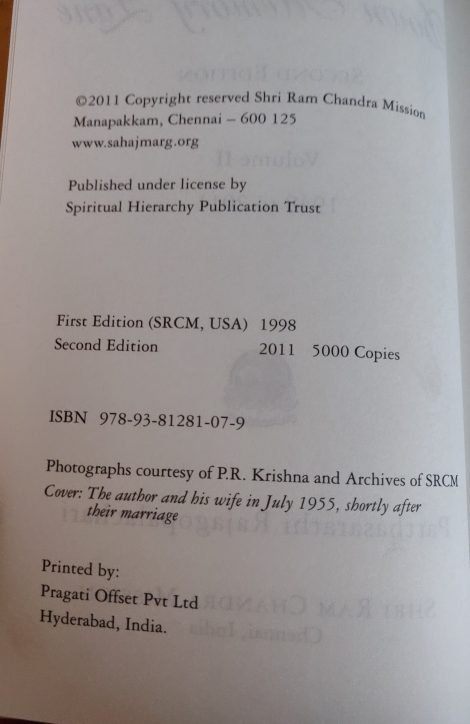 ©2011 Copyright reserved Shri Ram Chandra Mission
Manapakkam, Chennai – 600 125
www.sahajmarg.org
Published under license by
Spiritual Hierarchy Publication Trust
First Edition (SRCM, USA) 1998
Second Edition 2011 5000 Copies
ISBN 978-93-81281-07-9
Photographs courtesy of P.R. Krishna and Archives of SRCM
Cover: The author and his wife in July 1955, shortly after
their marriage
Printed by:
Pragati Offset Pvt Ltd
Hyderabad, India.